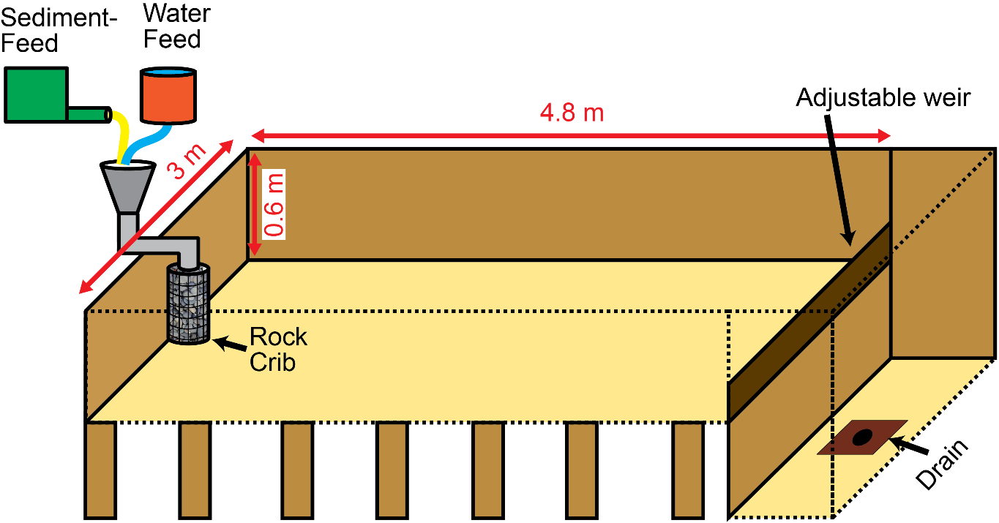 Sediment-
Feed
Water
Feed
4.8 m
Adjustable weir
3 m
0.6 m
Rock
Crib
Drain